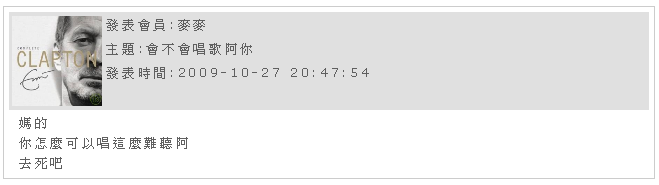 COMPLETE
CLAPTON
發表會員:麥麥
主題:會不會唱歌阿你
發表時間:2009-10-27 20:47:54
媽的
你怎麼可以唱這麼難聽阿
去死吧